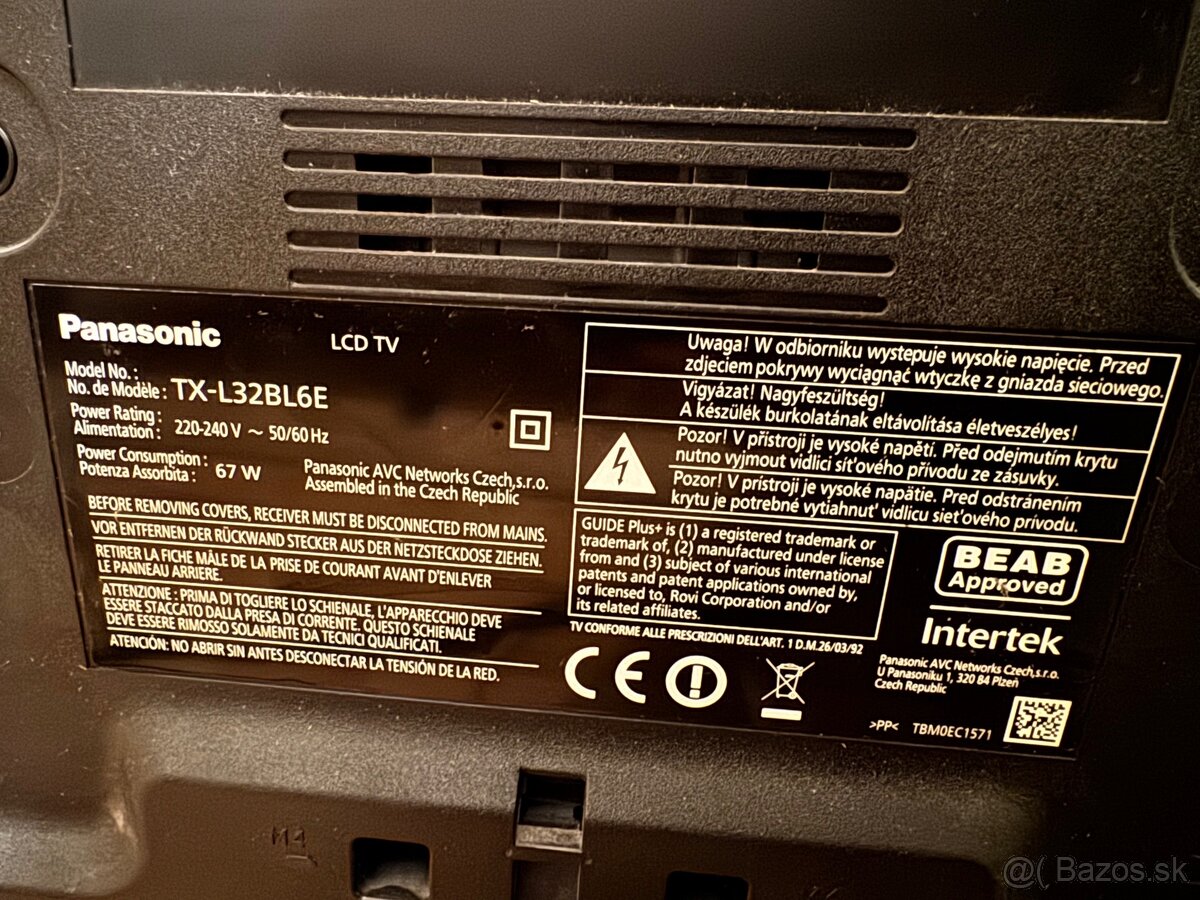 Panasonic
LCD TV
Model No. :
No. de Modèle : TX-L32BL6E
Power Rating :
Alimentation : 220-240 V ~ 50/60 Hz
Power Consumption :
Potenza Assorbita : 67 W
Panasonic AVC Networks Czech,s.r.o.
Assembled in the Czech Republic
BEFORE REMOVING COVERS, RECEIVER MUST BE DISCONNECTED FROM MAINS.
VOR ENTFERNEN DER RÜCKWAND STECKER AUS DER NETZSTECKDOSE ZIEHEN.
RETIRER LA FICHE MÂLE DE LA PRISE DE COURANT AVANT D'ENLEVER
LE PANNEAU ARRIERE.
ATTENZIONE : PRIMA DI TOGLIERE LO SCHIENALE, L'APPARECCHIO DEVE
ESSERE STACCATO DALLA PRESA DI CORRENTE. QUESTO SCHIENALE
DEVE ESSERE RIMOSSO SOLAMENTE DA TECNICI QUALIFICATI.
ATENCIÓN: NO ABRIR SIN ANTES DESCONECTAR LA TENSIÓN DE LA RED.
Uwaga! W odbiorniku wystepuje wysokie napięcie. Przed
zdjeciem pokrywy wyciągnąć wtyczkę z gniazda sieciowego.
Vigyázat! Nagyfeszültség!
A készülék burkolatának eltávolítása életveszélyes!
Pozor! V přístroji je vysoké napětí. Před odejmutím krytu
nutno vyjmout vidlici síťového přívodu ze zásuvky.
Pozor! V prístroji je vysoké napätie. Pred odstránením
krytu je potrebné vytiahnuť vidlicu sieťového prívodu.
GUIDE Plus+ is (1) a registered trademark or
trademark of, (2) manufactured under license
from and (3) subject of various international
patents and patent applications owned by,
or licensed to, Rovi Corporation and/or
its related affiliates.
TV CONFORME ALLE PRESCRIZIONI DELL'ART. 1 D.M.26/03/92
CE
BEAB
Approved
Intertek
Panasonic AVC Networks Czech,s.r.o.
U Panasoniku 1, 320 84 Plzeň
Czech Republic
>PP< TBM0EC1571
M4
@( Bazos.sk